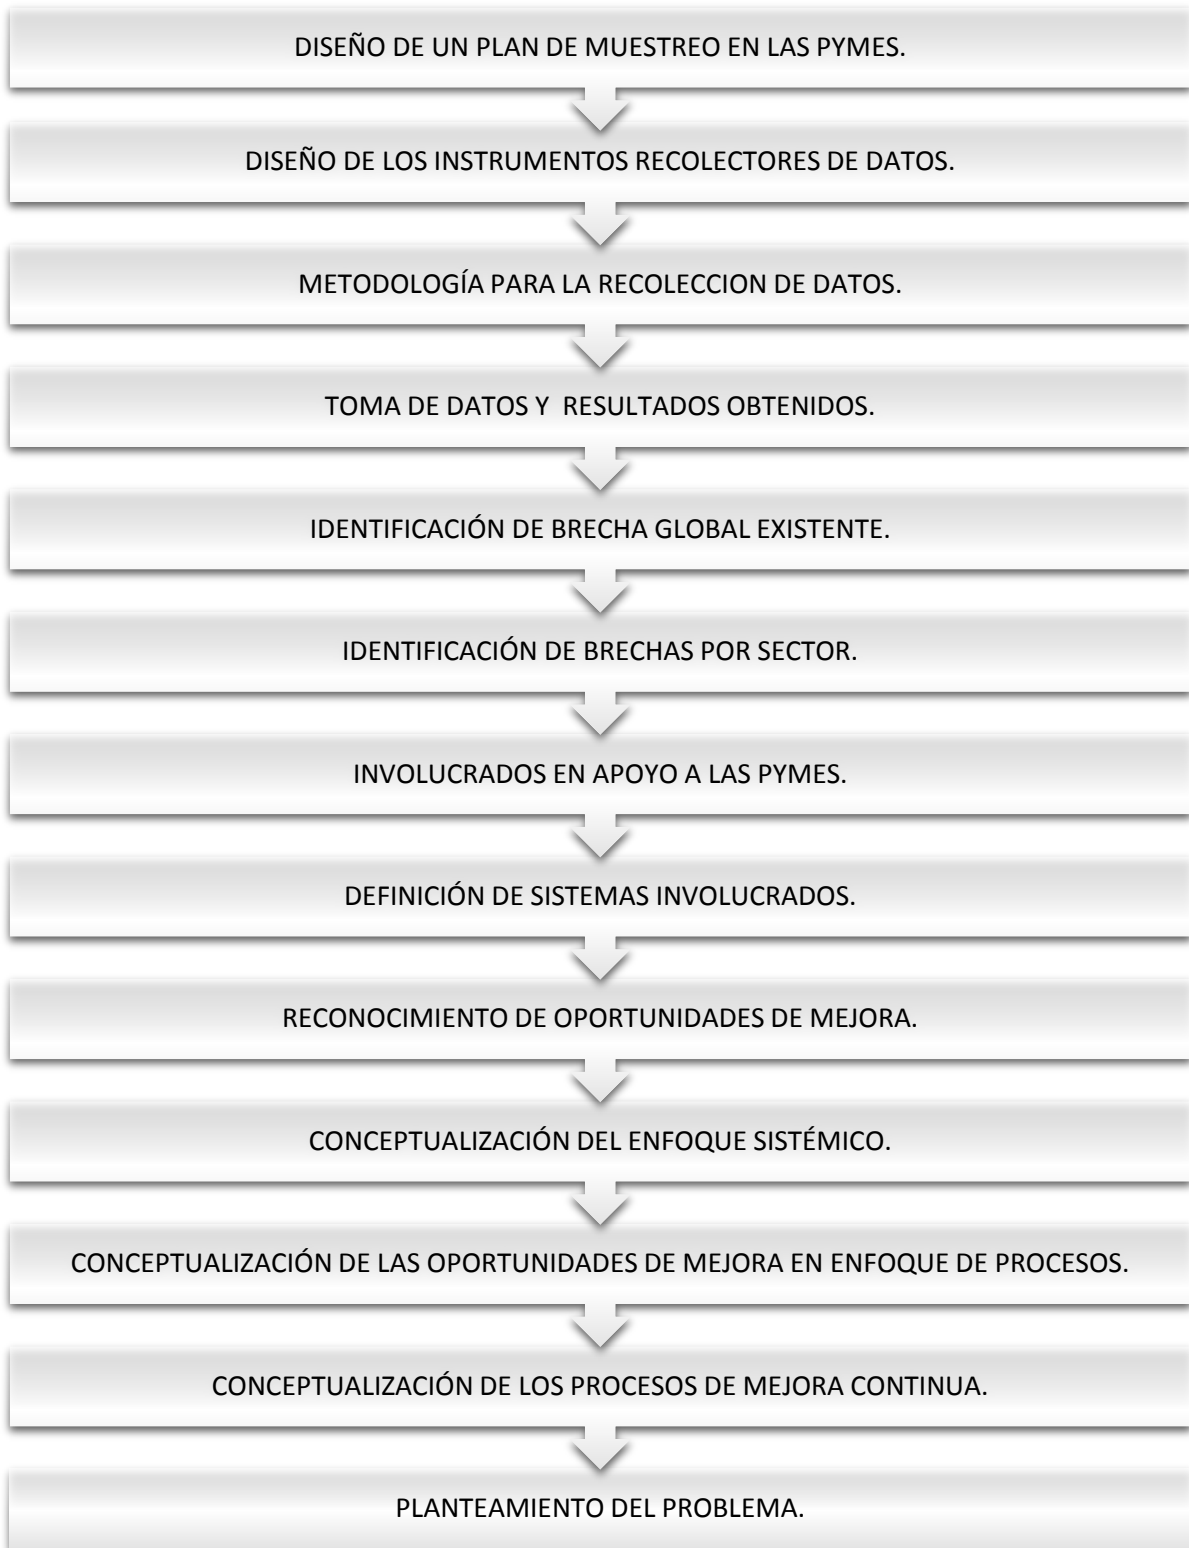 DISEÑO DE UN PLAN DE MUESTREO EN LAS PYMES.
DISEÑO DE LOS INSTRUMENTOS RECOLECTORES DE DATOS.
METODOLOGÍA PARA LA RECOLECCION DE DATOS.
TOMA DE DATOS Y  RESULTADOS OBTENIDOS.
IDENTIFICACIÓN DE BRECHA GLOBAL EXISTENTE.
IDENTIFICACIÓN DE BRECHAS POR SECTOR.
INVOLUCRADOS EN APOYO A LAS PYMES.
DEFINICIÓN DE SISTEMAS INVOLUCRADOS.
RECONOCIMIENTO DE OPORTUNIDADES DE MEJORA.
CONCEPTUALIZACIÓN DEL ENFOQUE SISTÉMICO.
CONCEPTUALIZACIÓN DE LAS OPORTUNIDADES DE MEJORA EN ENFOQUE DE PROCESOS.
CONCEPTUALIZACIÓN DE LOS PROCESOS DE MEJORA CONTINUA.
PLANTEAMIENTO DEL PROBLEMA.